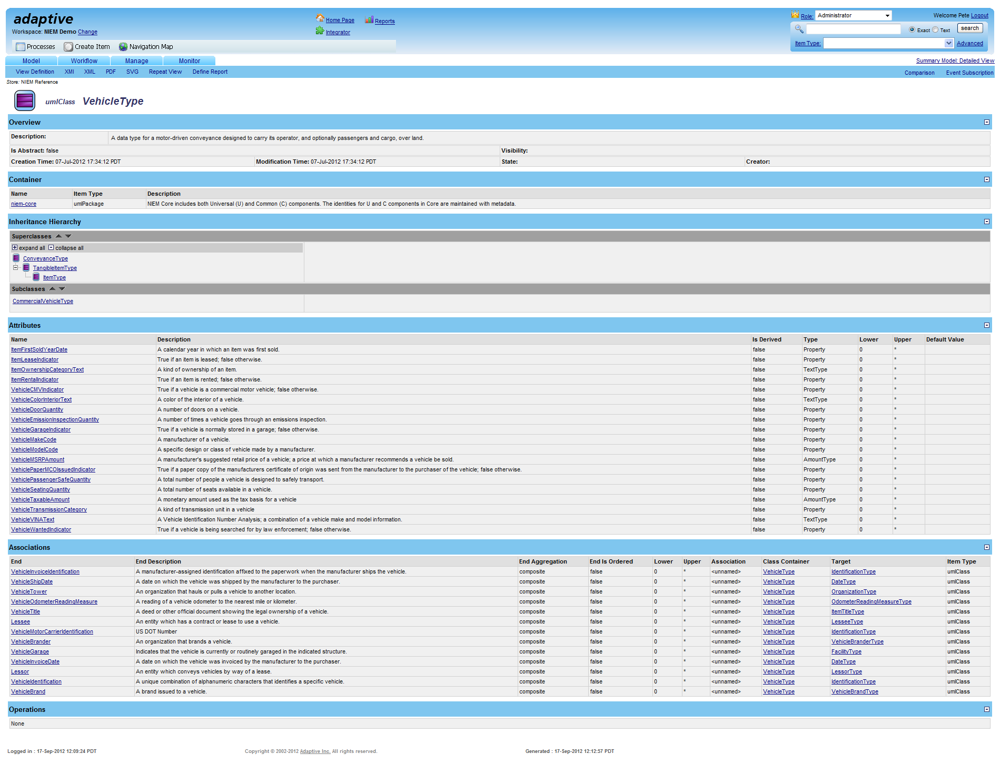 adaptive
Workspace: NIEM Demo Change
Home Page Reports
Integrator
Role: Administrator Welcome Pete Logout
Exact Text search
Item Type: Advanced
Processes Create Item Navigation Map
Model Workflow Manage Monitor
Summary Model: Detailed View
View Definition XMI XML PDF SVG Repeat View Define Report Comparison Event Subscription
Store: NIEM Reference
umlClass VehicleType
Overview
Description: A data type for a motor-driven conveyance designed to carry its operator, and optionally passengers and cargo, over land.
Is Abstract: false Visibility:
Creation Time: 07-Jul-2012 17:34:12 PDT Modification Time: 07-Jul-2012 17:34:12 PDT State: Creator:
Container
Name Item Type Description
niem-core umlPackage NIEM Core includes both Universal (U) and Common (C) components. The identities for U and C components in Core are maintained with metadata.
Inheritance Hierarchy
Superclasses
expand all collapse all
ConveyanceType
TangibleItemType
ItemType
Subclasses
CommercialVehicleType
Attributes
Name Description Is Derived Type Lower Upper Default Value
ItemFirstSoldYearDate A calendar year in which an item was first sold. false Property 0 *
ItemLeaseIndicator True if an item is leased; false otherwise. false Property 0 *
ItemOwnershipCategoryText A kind of ownership of an item. false TextType 0 *
ItemRentalIndicator True if an item is rented; false otherwise. false Property 0 *
VehicleCMVIndicator True if a vehicle is a commercial motor vehicle; false otherwise. false Property 0 *
VehicleColorInteriorText A color of the interior of a vehicle. false TextType 0 *
VehicleDoorQuantity A number of doors on a vehicle. false Property 0 *
VehicleEmissionInspectionQuantity A number of times a vehicle goes through an emissions inspection. false Property 0 *
VehicleGarageIndicator True if a vehicle is normally stored in a garage; false otherwise. false Property 0 *
VehicleMakeCode A manufacturer of a vehicle. false Property 0 *
VehicleModelCode A specific design or class of vehicle made by a manufacturer. false Property 0 *
VehicleMSRPAmount A manufacturer's suggested retail price of a vehicle; a price at which a manufacturer recommends a vehicle be sold. false AmountType 0 *
VehiclePaperMCOIssuedIndicator True if a paper copy of the manufacturers certificate of origin was sent from the manufacturer to the purchaser of the vehicle; false otherwise. false Property 0 *
VehiclePassengerSafeQuantity A total number of people a vehicle is designed to safely transport. false Property 0 *
VehicleSeatingQuantity A total number of seats available in a vehicle. false Property 0 *
VehicleTaxableAmount A monetary amount used as the tax basis for a vehicle false AmountType 0 *
VehicleTransmissionCategory A kind of transmission unit in a vehicle false Property 0 *
VehicleVINAText A Vehicle Identification Number Analysis; a combination of a vehicle make and model information. false TextType 0 *
VehicleWantedIndicator True if a vehicle is being searched for by law enforcement; false otherwise. false Property 0 *
Associations
End End Description End Aggregation End Is Ordered Lower Upper Association Class Container Target Item Type
VehicleInvoiceIdentification A manufacturer-assigned identification affixed to the paperwork when the manufacturer ships the vehicle. composite false 0 * <unnamed> VehicleType IdentificationType umlClass
VehicleShipDate A date on which the vehicle was shipped by the manufacturer to the purchaser. composite false 0 * <unnamed> VehicleType DateType umlClass
VehicleTower An organization that hauls or pulls a vehicle to another location. composite false 0 * <unnamed> VehicleType OrganizationType umlClass
VehicleOdometerReadingMeasure A reading of a vehicle odometer to the nearest mile or kilometer. composite false 0 * <unnamed> VehicleType OdometerReadingMeasureType umlClass
VehicleTitle A deed or other official document showing the legal ownership of a vehicle. composite false 0 * <unnamed> VehicleType ItemTitleType umlClass
Lessee An entity which has a contract or lease to use a vehicle. composite false 0 * <unnamed> VehicleType LesseeType umlClass
VehicleMotorCarrierIdentification US DOT Number composite false 0 * <unnamed> VehicleType IdentificationType umlClass
VehicleBrander An organization that brands a vehicle. composite false 0 * <unnamed> VehicleType VehicleBranderType umlClass
VehicleGarage Indicates that the vehicle is currently or routinely garaged in the indicated structure. composite false 0 * <unnamed> VehicleType FacilityType umlClass
VehicleInvoiceDate A date on which the vehicle was invoiced by the manufacturer to the purchaser. composite false 0 * <unnamed> VehicleType DateType umlClass
Lessor An entity which conveys vehicles by way of a lease. composite false 0 * <unnamed> VehicleType LessorType umlClass
VehicleIdentification A unique combination of alphanumeric characters that identifies a specific vehicle. composite false 0 * <unnamed> VehicleType IdentificationType umlClass
VehicleBrand A brand issued to a vehicle. composite false 0 * <unnamed> VehicleType VehicleBrandType umlClass
Operations
None
Logged in : 17-Sep-2012 12:09:24 PDT Copyright © 2002-2012 Adaptive Inc. All rights reserved. Generated : 17-Sep-2012 12:12:57 PDT